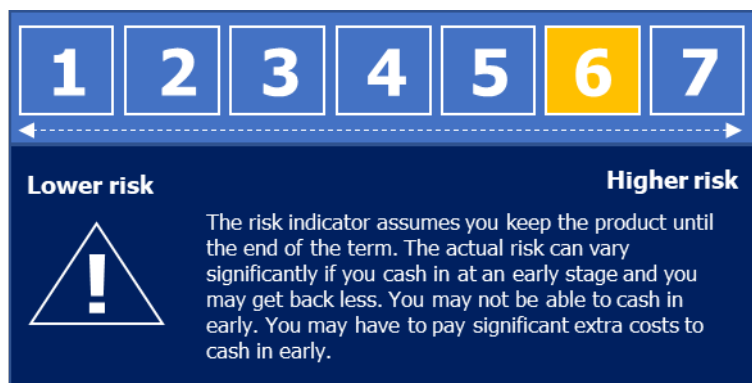 1 2 3 4 5 6 7
Lower risk
Higher risk
!
The risk indicator assumes you keep the product until
the end of the term. The actual risk can vary
significantly if you cash in at an early stage and you
may get back less. You may not be able to cash in
early. You may have to pay significant extra costs to
cash in early.